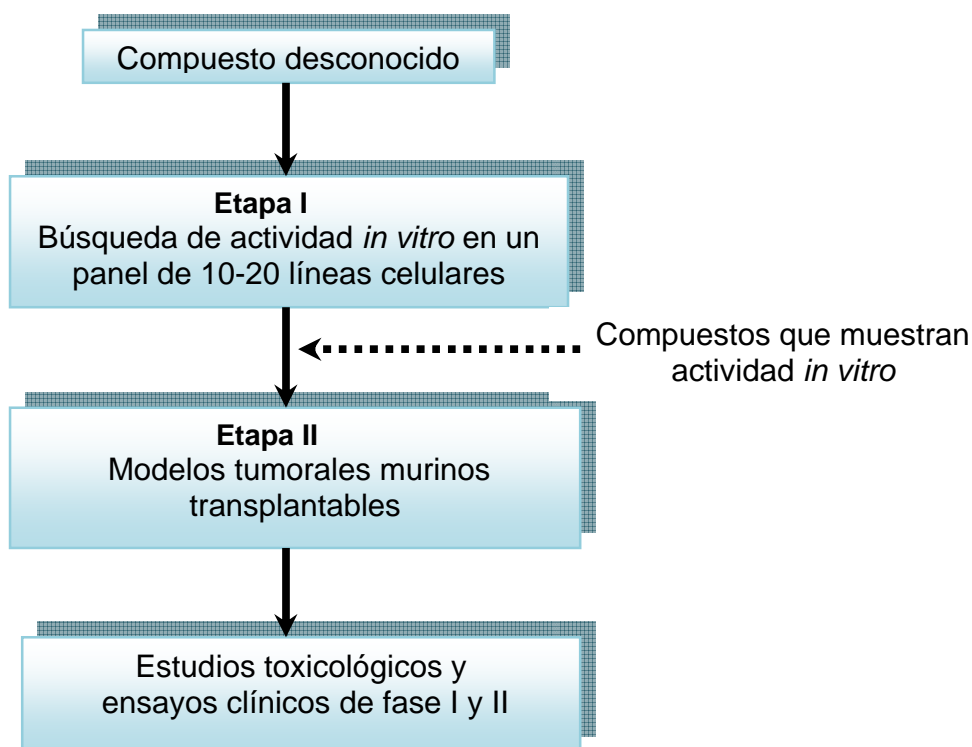 Compuesto desconocido
Etapa I
Búsqueda de actividad in vitro en un
panel de 10-20 líneas celulares
Compuestos que muestran
actividad in vitro
Etapa II
Modelos tumorales murinos
transplantables
Estudios toxicológicos y
ensayos clínicos de fase I y II